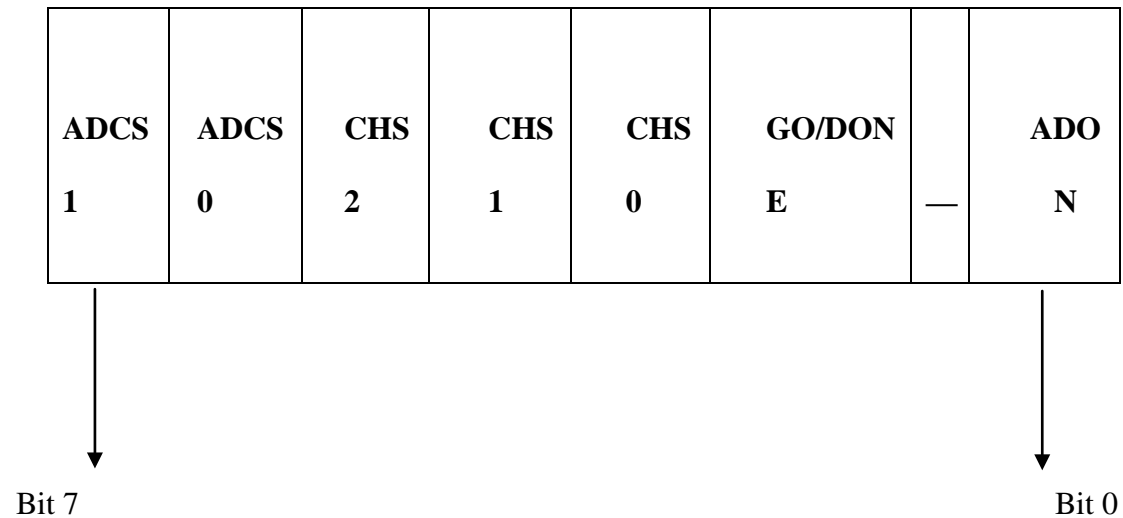 ADCS ADCS CHS CHS CHS GO/DON ADO
1 0 2 1 0 E — N
Bit 7 Bit 0